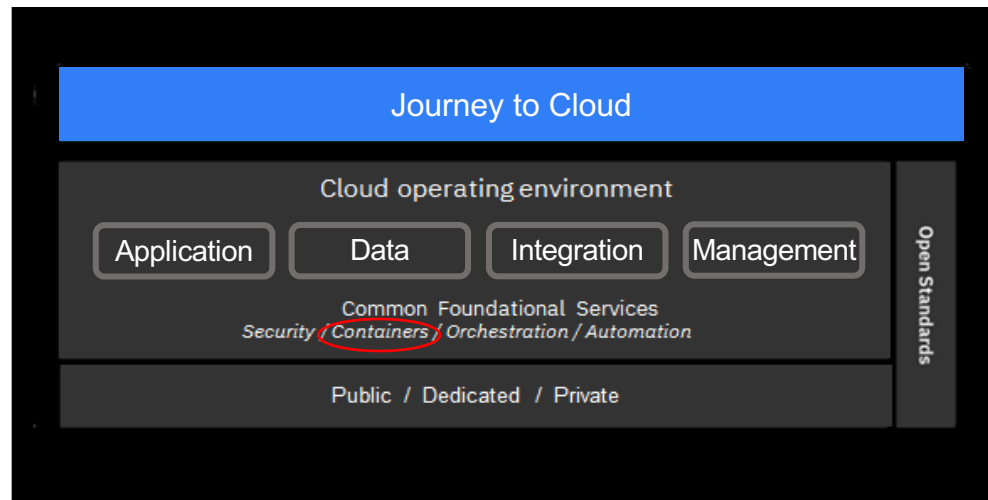 Journey to Cloud
Cloud operating environment
Application Data Integration Management
Common Foundational Services
Security / Containers / Orchestration / Automation
Public / Dedicated / Private
Open Standards